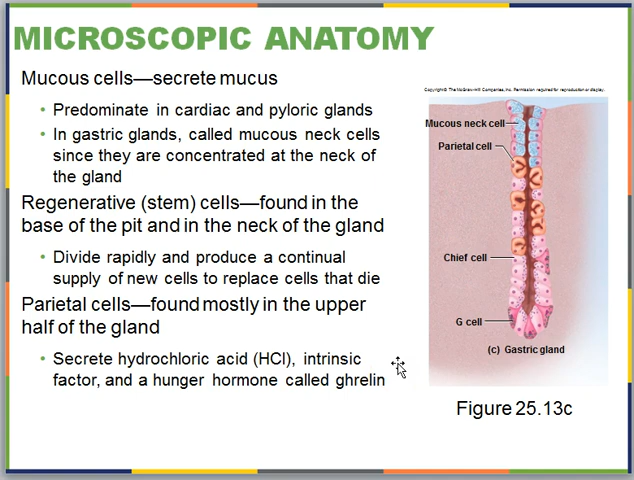 MICROSCOPIC ANATOMY
Mucous cells—secrete mucus
• Predominate in cardiac and pyloric glands
• In gastric glands, called mucous neck cells
since they are concentrated at the neck of
the gland
Regenerative (stem) cells—found in the
base of the pit and in the neck of the gland
• Divide rapidly and produce a continual
supply of new cells to replace cells that die
Parietal cells—found mostly in the upper
half of the gland
• Secrete hydrochloric acid (HCl), intrinsic
factor, and a hunger hormone called ghrelin
Copyright © The McGraw-Hill Companies, Inc. Permission required for reproduction or display.
Mucous neck cell
Parietal cell
Chief cell
G cell
(c) Gastric gland
Figure 25.13c